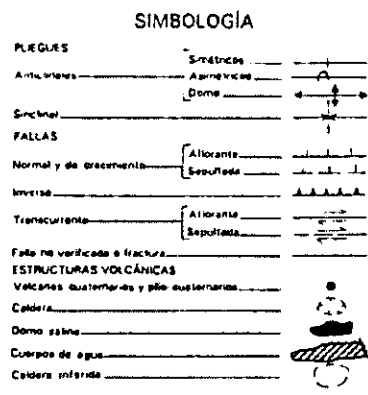 SIMBOLOGÍA
PLIEGUES
Simétricos
Anticlinales
Asimétricos
Domo
Sinclinal
FALLAS
Aflorante
Normal y de crecimiento
Sepultada
Inversa
Aflorante
Transcurrente
Sepultada
Falla no verificada o fractura
ESTRUCTURAS VOLCÁNICAS
Volcanes cuaternarios y plio-cuaternarios
Caldera
Domo salino
Cuerpos de agua
Caldera inferida